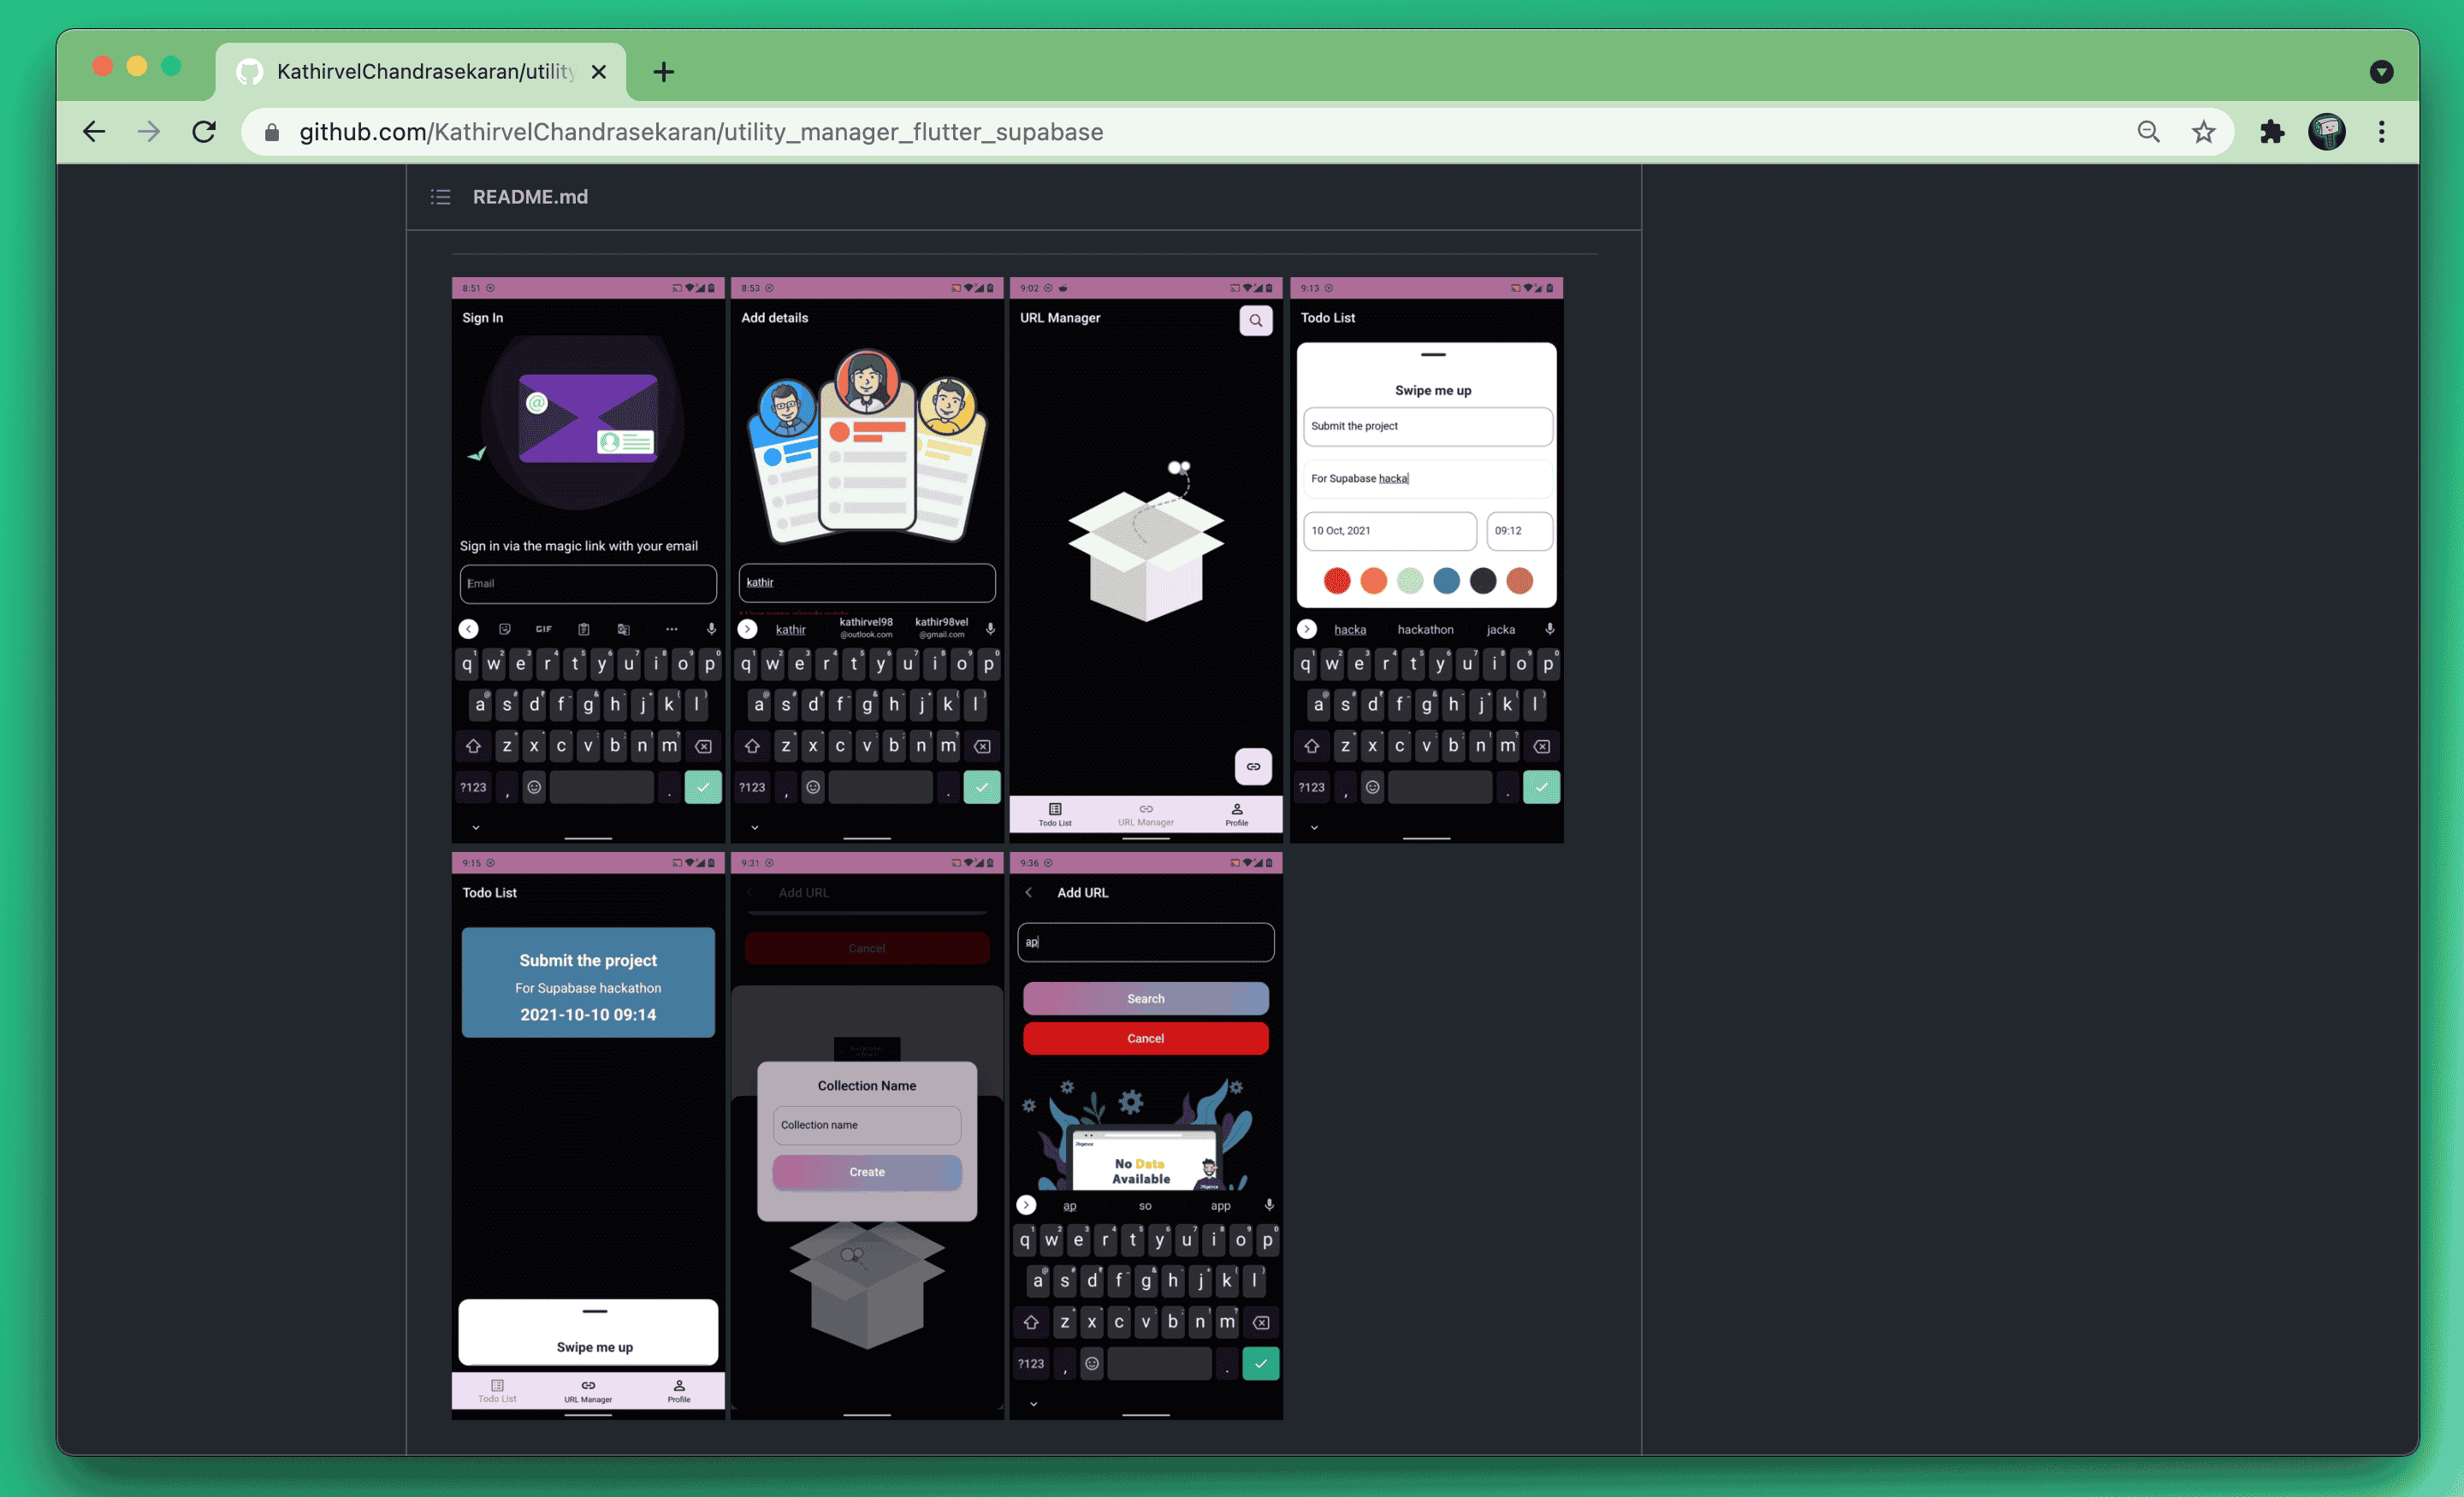 KathirvelChandrasekaran/utility
github.com/KathirvelChandrasekaran/utility_manager_flutter_supabase
README.md
8:51
Sign In
Sign in via the magic link with your email
Email
GIF
q w e r t y u i o p
a s d f g h j k l
z x c v b n m
?123 , .
8:53
Add details
kathir
* User name already exists
kathir kathirvel98 kathir98vel
@outlook.com @gmail.com
q w e r t y u i o p
a s d f g h j k l
z x c v b n m
?123 , .
9:02
URL Manager
Todo List URL Manager Profile
9:13
Todo List
Swipe me up
Submit the project
For Supabase hacka
10 Oct, 2021 09:12
hacka hackathon jacka
q w e r t y u i o p
a s d f g h j k l
z x c v b n m
?123 , .
9:15
Todo List
Submit the project
For Supabase hackathon
2021-10-10 09:14
Swipe me up
Todo List URL Manager Profile
9:31
Add URL
Cancel
Collection Name
Collection name
Create
9:36
Add URL
ap
Search
Cancel
No Data
Available
ap so app
q w e r t y u i o p
a s d f g h j k l
z x c v b n m
?123 , .